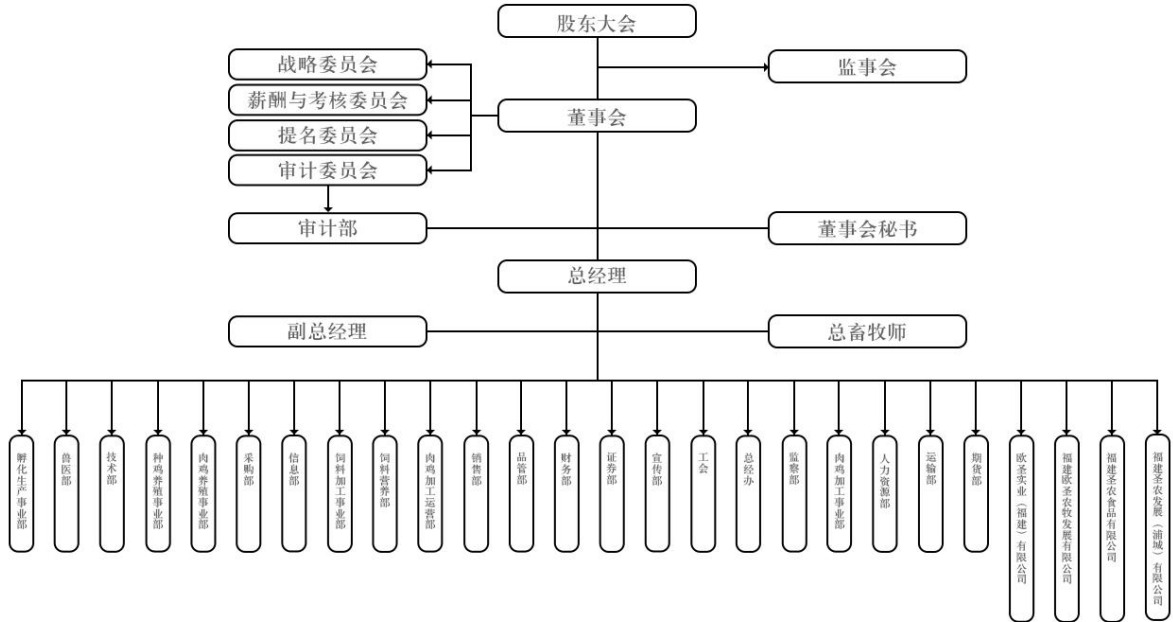 股东大会
战略委员会
监事会
薪酬与考核委员会
董事会
提名委员会
审计委员会
审计部
董事会秘书
总经理
副总经理
总畜牧师
孵化生产事业部
兽医部
技术部
种鸡养殖事业部
肉鸡养殖事业部
采购部
信息部
饲料加工事业部
饲料营养部
肉鸡加工运营部
销售部
品管部
财务部
证券部
宣传部
工会
总经办
监察部
肉鸡加工事业部
人力资源部
运输部
期货部
欧圣实业（福建）有限公司
福建欧圣农牧发展有限公司
福建圣农食品有限公司
福建圣农发展（浦城）有限公司